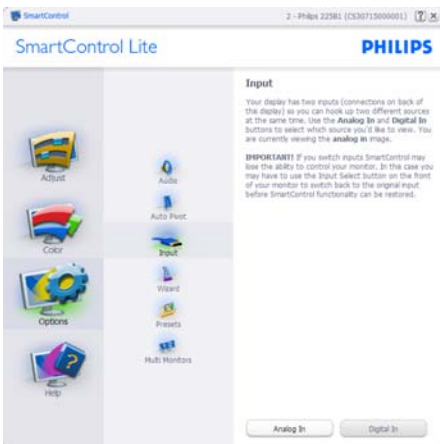 SmartControl
2 - Philips 225B1 (CS30715000001)
SmartControl Lite
PHILIPS
Adjust
Color
Options
Help
Audio
Auto Pivot
Input
Wizard
Presets
Multi Monitors
Input
Your display has two inputs (connections on back of
this display) so you can hook up two different sources
at the same time. Use the Analog In and Digital In
buttons to select which source you'd like to view. You
are currently viewing the analog in image.
IMPORTANT! If you switch inputs SmartControl may
lose the ability to control your monitor. In this case you
may have to use the Input Select button on the front
of your monitor to switch back to the original input
before SmartControl functionality can be restored.
Analog In
Digital In